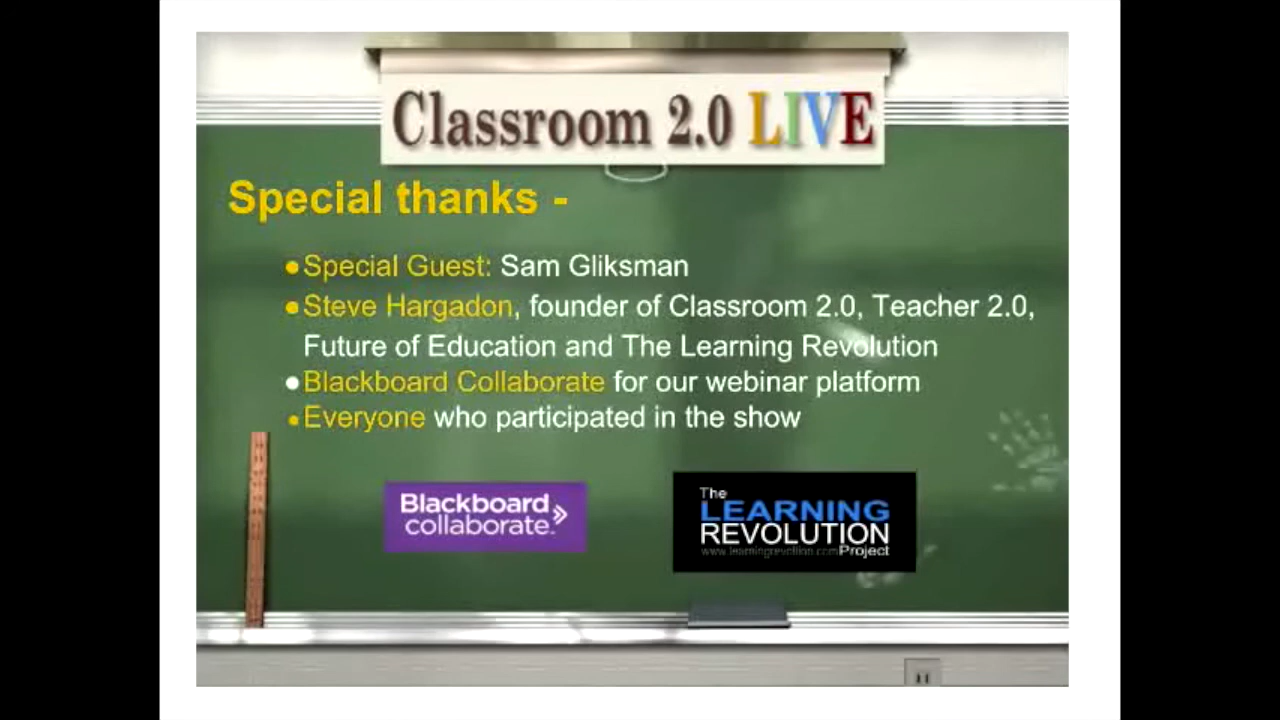 Classroom 2.0 LIVE
Special thanks -
●Special Guest: Sam Gliksman
●Steve Hargadon, founder of Classroom 2.0, Teacher 2.0,
Future of Education and The Learning Revolution
●Blackboard Collaborate for our webinar platform
●Everyone who participated in the show
Blackboard
collaborate.
The
LEARNING
REVOLUTION
Project